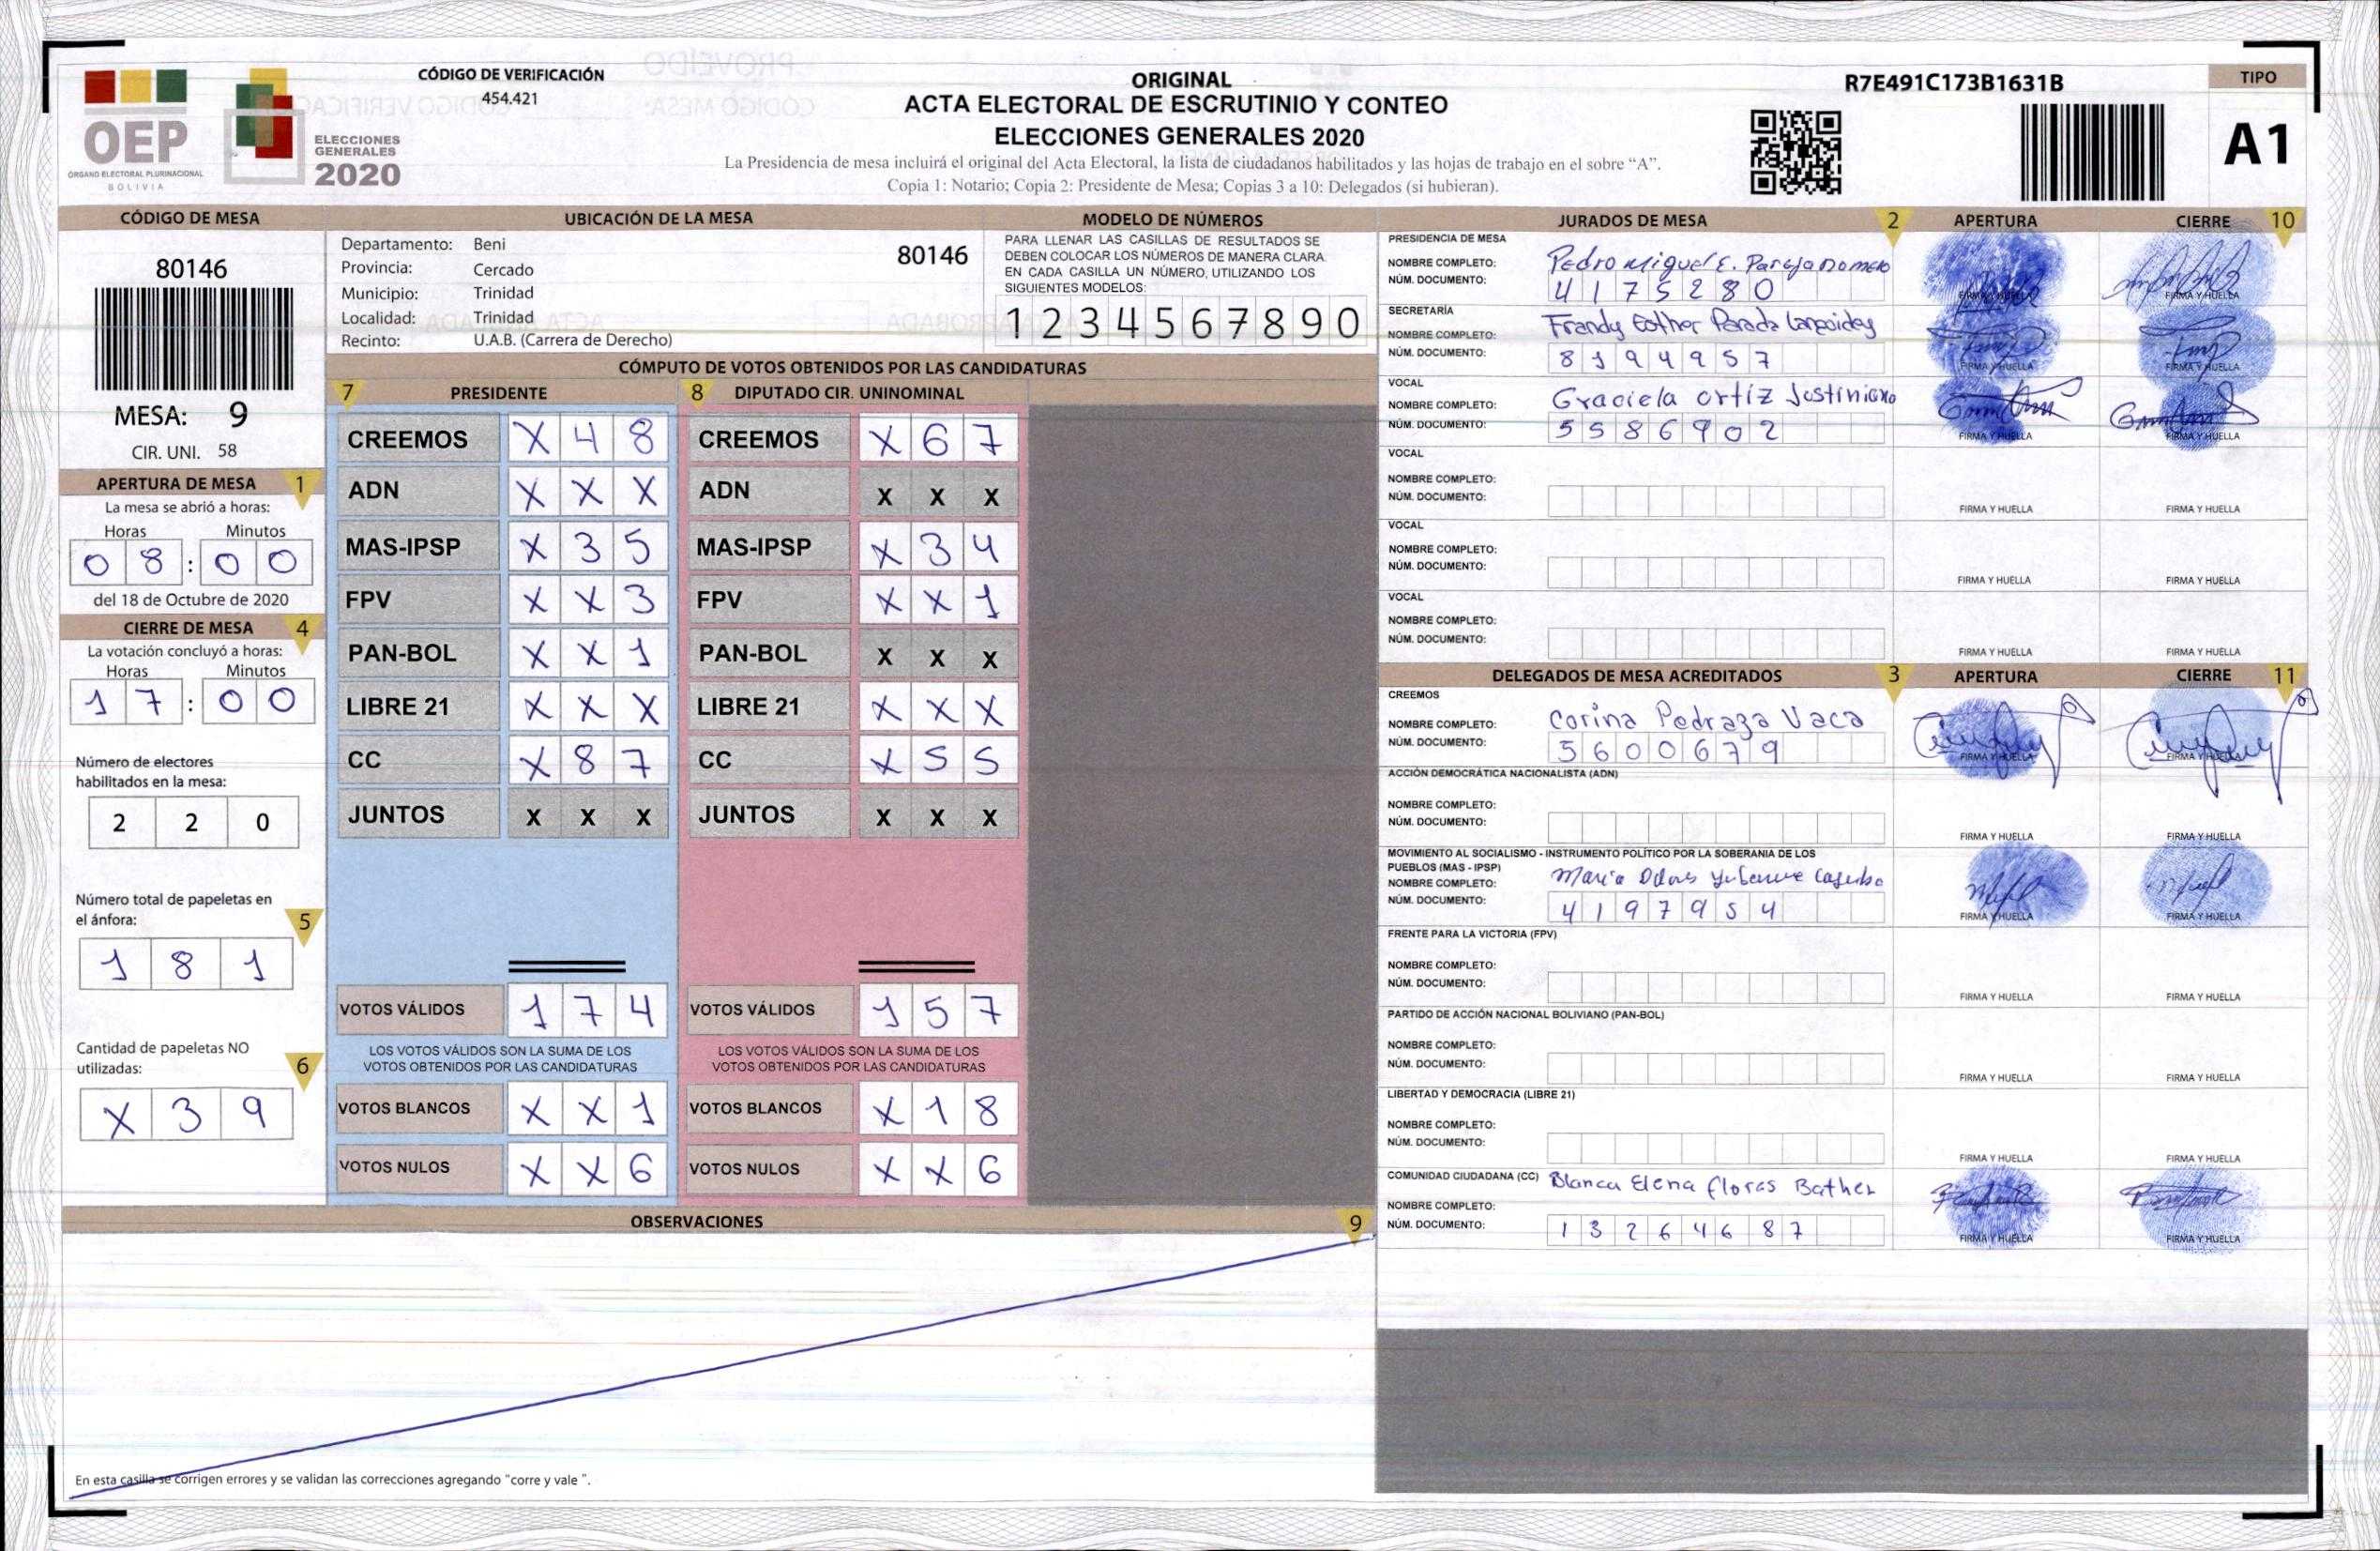 CÓDIGO DE VERIFICACIÓN
454.421
OEP
ÓRGANO ELECTORAL PLURINACIONAL
BOLIVIA
ELECCIONES
GENERALES
2020
ORIGINAL
ACTA ELECTORAL DE ESCRUTINIO Y CONTEO
ELECCIONES GENERALES 2020
La Presidencia de mesa incluirá el original del Acta Electoral, la lista de ciudadanos habilitados y las hojas de trabajo en el sobre “A”.
Copia 1: Notario; Copia 2: Presidente de Mesa; Copias 3 a 10: Delegados (si hubieran).
R7E491C173B1631B
TIPO
A1
CÓDIGO DE MESA
80146
MESA: 9
CIR. UNI. 58
APERTURA DE MESA 1
La mesa se abrió a horas:
Horas Minutos
0 8 : 0 0
del 18 de Octubre de 2020
CIERRE DE MESA 4
La votación concluyó a horas:
Horas Minutos
1 7 : 0 0
Número de electores
habilitados en la mesa:
2 2 0
Número total de papeletas en
el ánfora: 5
1 8 1
Cantidad de papeletas NO
utilizadas: 6
X 3 9
UBICACIÓN DE LA MESA
Departamento: Beni
80146
Provincia: Cercado
Municipio: Trinidad
Localidad: Trinidad
Recinto: U.A.B. (Carrera de Derecho)
MODELO DE NÚMEROS
PARA LLENAR LAS CASILLAS DE RESULTADOS SE
DEBEN COLOCAR LOS NÚMEROS DE MANERA CLARA.
EN CADA CASILLA UN NÚMERO, UTILIZANDO LOS
SIGUIENTES MODELOS:
1 2 3 4 5 6 7 8 9 0
CÓMPUTO DE VOTOS OBTENIDOS POR LAS CANDIDATURAS
7 PRESIDENTE 8 DIPUTADO CIR. UNINOMINAL
CREEMOS X 4 8 CREEMOS X 6 7
ADN X X X ADN X X X
MAS-IPSP X 3 5 MAS-IPSP X 3 4
FPV X X 3 FPV X X 1
PAN-BOL X X 1 PAN-BOL X X X
LIBRE 21 X X X LIBRE 21 X X X
CC X 8 7 CC X 5 5
JUNTOS X X X JUNTOS X X X
VOTOS VÁLIDOS 1 7 4 VOTOS VÁLIDOS 1 5 7
LOS VOTOS VÁLIDOS SON LA SUMA DE LOS LOS VOTOS VÁLIDOS SON LA SUMA DE LOS
VOTOS OBTENIDOS POR LAS CANDIDATURAS VOTOS OBTENIDOS POR LAS CANDIDATURAS
VOTOS BLANCOS X X 1 VOTOS BLANCOS X 1 8
VOTOS NULOS X X 6 VOTOS NULOS X X 6
OBSERVACIONES 9
En esta casilla se corrigen errores y se validan las correcciones agregando "corre y vale ".
JURADOS DE MESA 2 APERTURA CIERRE 10
PRESIDENCIA DE MESA
NOMBRE COMPLETO: Pedro Miguel E. Pareja
NÚM. DOCUMENTO: 4 1 7 5 2 8 0
FIRMA Y HUELLA FIRMA Y HUELLA
SECRETARÍA
NOMBRE COMPLETO: Frandy Esther Parada
NÚM. DOCUMENTO: 8 1 9 4 9 5 7
FIRMA Y HUELLA FIRMA Y HUELLA
VOCAL
NOMBRE COMPLETO: Graciela Ortiz Justiniano
NÚM. DOCUMENTO: 5 5 8 6 9 0 2
FIRMA Y HUELLA FIRMA Y HUELLA
VOCAL
NOMBRE COMPLETO:
NÚM. DOCUMENTO:
FIRMA Y HUELLA FIRMA Y HUELLA
VOCAL
NOMBRE COMPLETO:
NÚM. DOCUMENTO:
FIRMA Y HUELLA FIRMA Y HUELLA
VOCAL
NOMBRE COMPLETO:
NÚM. DOCUMENTO:
FIRMA Y HUELLA FIRMA Y HUELLA
DELEGADOS DE MESA ACREDITADOS 3 APERTURA CIERRE 11
CREEMOS
NOMBRE COMPLETO: Corina Pedraza Vaca
NÚM. DOCUMENTO: 5 6 0 0 6 7 9
FIRMA Y HUELLA FIRMA Y HUELLA
ACCIÓN DEMOCRÁTICA NACIONALISTA (ADN)
NOMBRE COMPLETO:
NÚM. DOCUMENTO:
FIRMA Y HUELLA FIRMA Y HUELLA
MOVIMIENTO AL SOCIALISMO - INSTRUMENTO POLÍTICO POR LA SOBERANIA DE LOS
PUEBLOS (MAS - IPSP)
NOMBRE COMPLETO: Maria
NÚM. DOCUMENTO: 4 1 9 7 9 5 4
FIRMA Y HUELLA FIRMA Y HUELLA
FRENTE PARA LA VICTORIA (FPV)
NOMBRE COMPLETO:
NÚM. DOCUMENTO:
FIRMA Y HUELLA FIRMA Y HUELLA
PARTIDO DE ACCIÓN NACIONAL BOLIVIANO (PAN-BOL)
NOMBRE COMPLETO:
NÚM. DOCUMENTO:
FIRMA Y HUELLA FIRMA Y HUELLA
LIBERTAD Y DEMOCRACIA (LIBRE 21)
NOMBRE COMPLETO:
NÚM. DOCUMENTO:
FIRMA Y HUELLA FIRMA Y HUELLA
COMUNIDAD CIUDADANA (CC) Blanca Elena Flores Bather
NOMBRE COMPLETO:
NÚM. DOCUMENTO: 1 3 2 6 4 6 8 7
FIRMA Y HUELLA FIRMA Y HUELLA